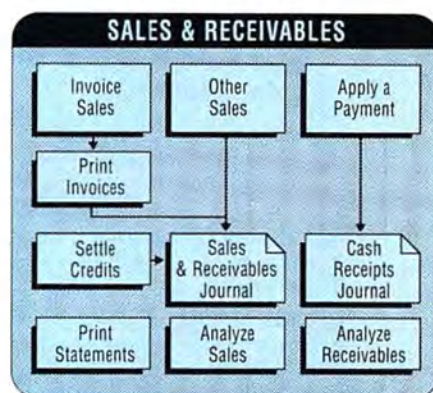 SALES & RECEIVABLES
Invoice
Sales
Other
Sales
Apply a
Payment
Print
Invoices
Settle
Credits
Sales
& Receivables
Journal
Cash
Receipts
Journal
Print
Statements
Analyze
Sales
Analyze
Receivables